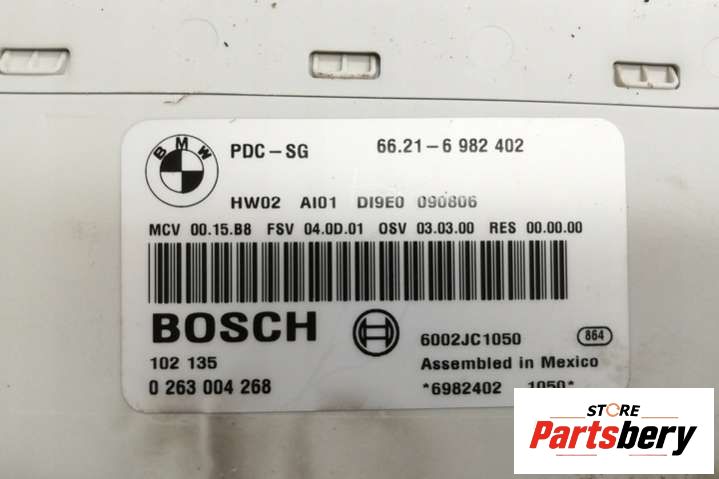 BMW
PDC-SG 66.21-6 982 402
HW02 AI01 DI9E0 090806
MCV 00.15.B8 FSV 04.0D.01 OSV 03.03.00 RES 00.00.00
BOSCH
6002JC1050 864
102 135 Assembled in Mexico
0 263 004 268 *6982402 1050*
STORE
Partsbery